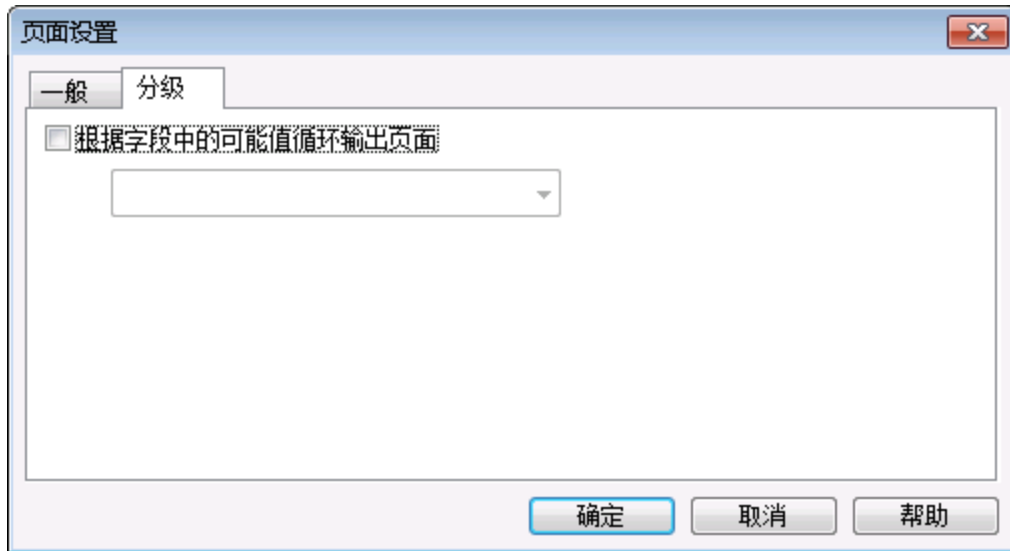 页面设置
一般
分级
根据字段中的可能值循环输出页面
确定
取消
帮助